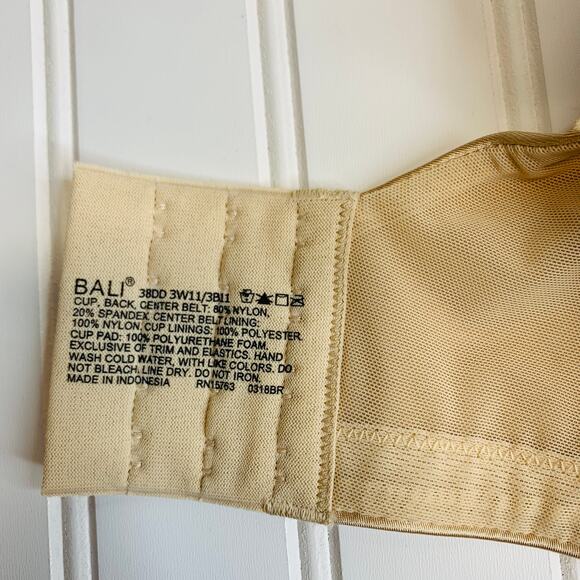 BALI® 38DD 3W11/3B11
CUP, BACK, CENTER BELT: 80% NYLON,
20% SPANDEX. CENTER BELT LINING:
100% NYLON. CUP LININGS: 100% POLYESTER.
CUP PAD: 100% POLYURETHANE FOAM.
EXCLUSIVE OF TRIM AND ELASTICS. HAND
WASH COLD WATER, WITH LIKE COLORS. DO
NOT BLEACH. LINE DRY. DO NOT IRON.
MADE IN INDONESIA RN15763 0318BR